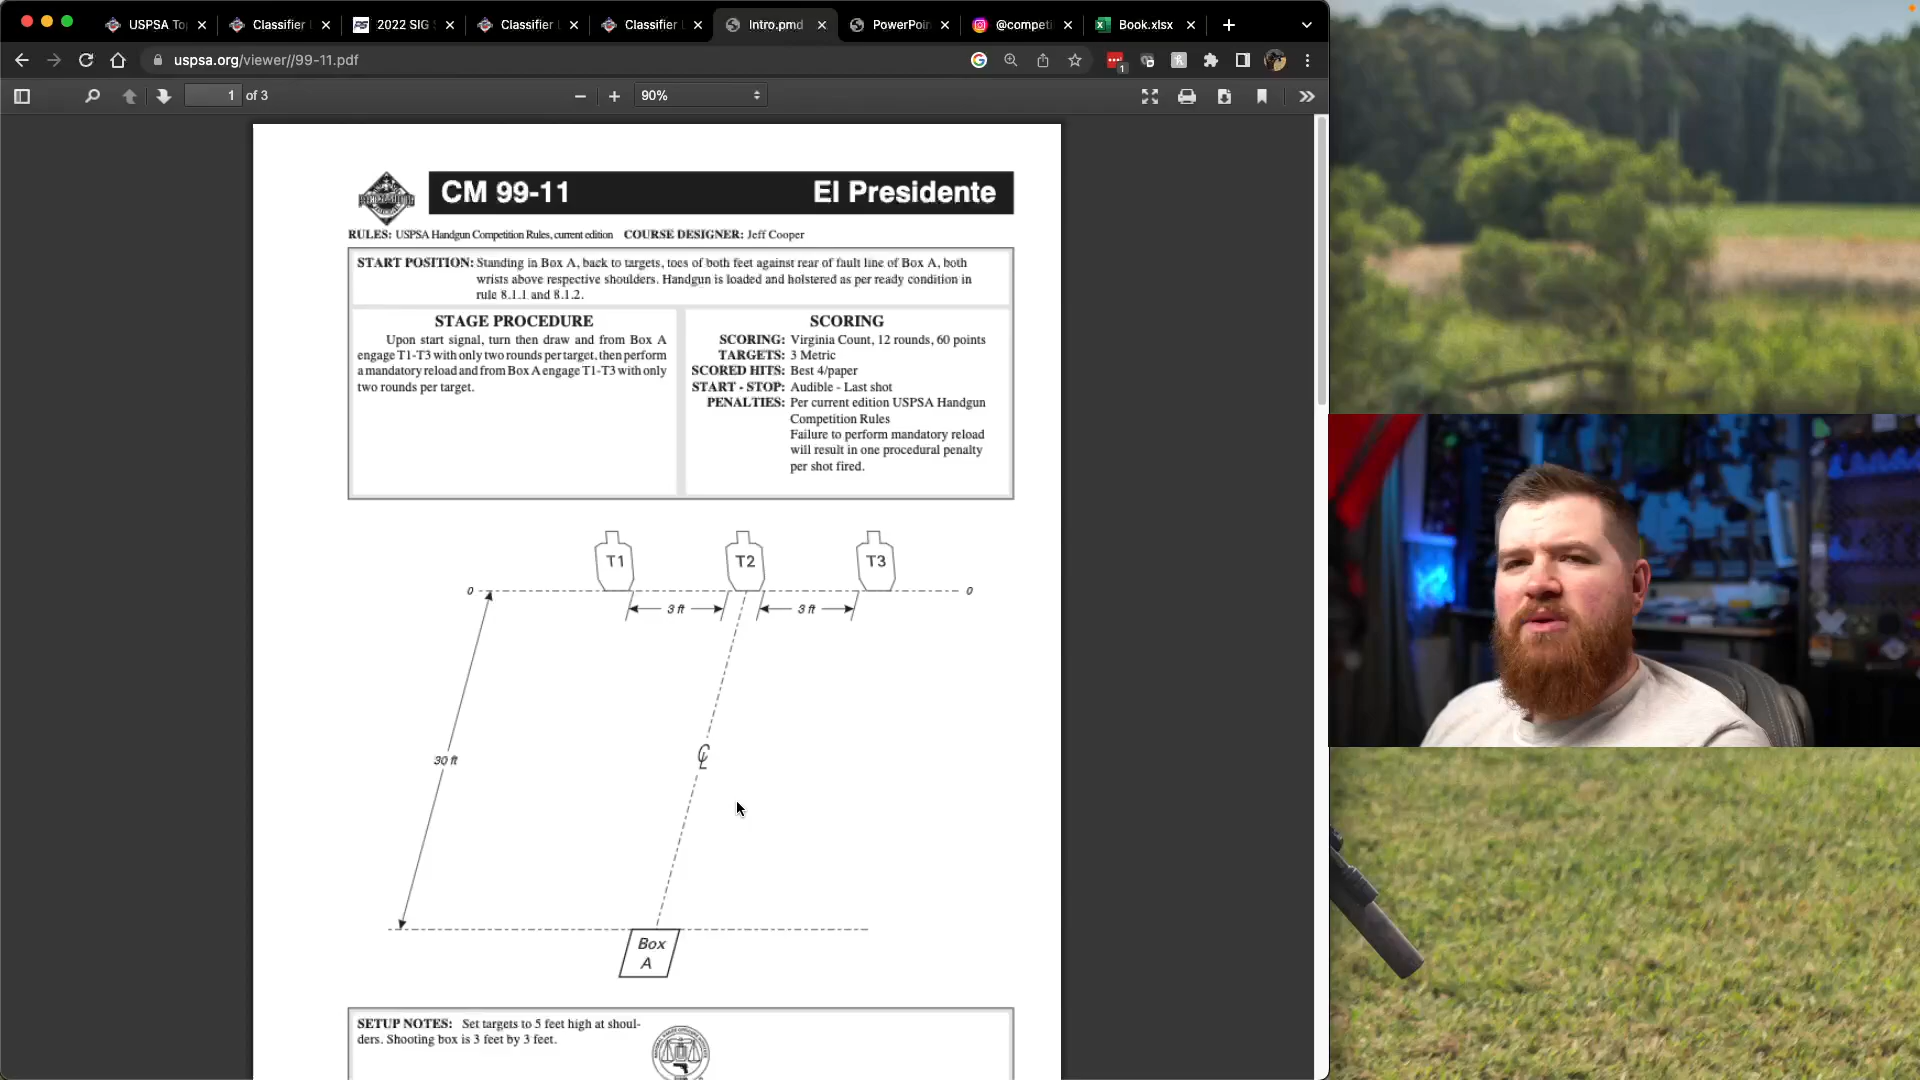 USPSA To
Classifier
2022 SIG
Classifier
Classifier
Intro.pmd
PowerPoin
@competi
Book.xlsx
uspsa.org/viewer//99-11.pdf
1
1 of 3
90%
CM 99-11 El Presidente
RULES: USPSA Handgun Competition Rules, current edition COURSE DESIGNER: Jeff Cooper
START POSITION: Standing in Box A, back to targets, toes of both feet against rear of fault line of Box A, both
wrists above respective shoulders. Handgun is loaded and holstered as per ready condition in
rule 8.1.1 and 8.1.2.
STAGE PROCEDURE
Upon start signal, turn then draw and from Box A
engage T1-T3 with only two rounds per target, then perform
a mandatory reload and from Box A engage T1-T3 with only
two rounds per target.
SCORING
SCORING: Virginia Count, 12 rounds, 60 points
TARGETS: 3 Metric
SCORED HITS: Best 4/paper
START - STOP: Audible - Last shot
PENALTIES: Per current edition USPSA Handgun
Competition Rules
Failure to perform mandatory reload
will result in one procedural penalty
per shot fired.
T1 T2 T3
0 0
3 ft 3 ft
30 ft
Box
A
SETUP NOTES: Set targets to 5 feet high at shoul-
ders. Shooting box is 3 feet by 3 feet.